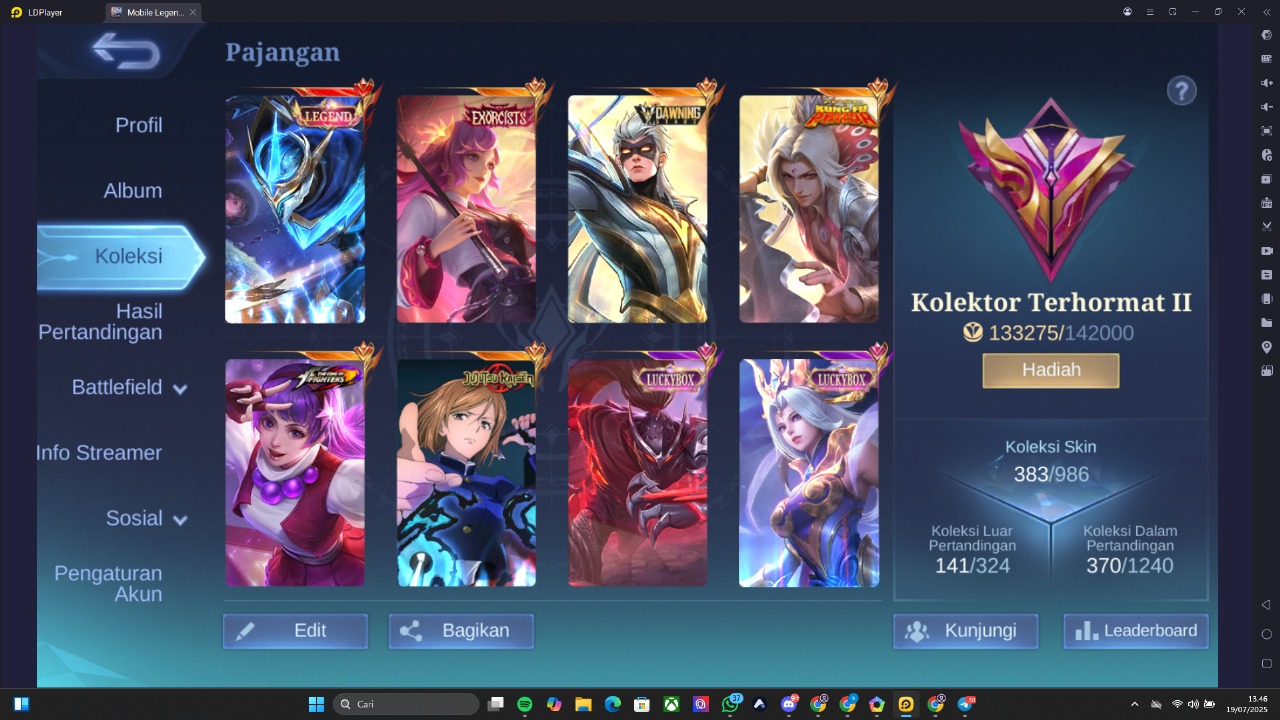 LDPlayer
Mobile Legen...
Pajangan
Profil
Album
Koleksi
Hasil
Pertandingan
Battlefield
Info Streamer
Sosial
Pengaturan
Akun
LEGEND
EXORCISTS
DAWNING
KUNG FU
PANDA
THE KING OF
FIGHTERS
JUJUTSU KAISEN
LUCKYBOX
LUCKYBOX
?
Kolektor Terhormat II
133275/142000
Hadiah
Koleksi Skin
383/986
Koleksi Luar
Pertandingan
141/324
Koleksi Dalam
Pertandingan
370/1240
Edit
Bagikan
Kunjungi
Leaderboard
Cari
37
13.46
19/07/2025